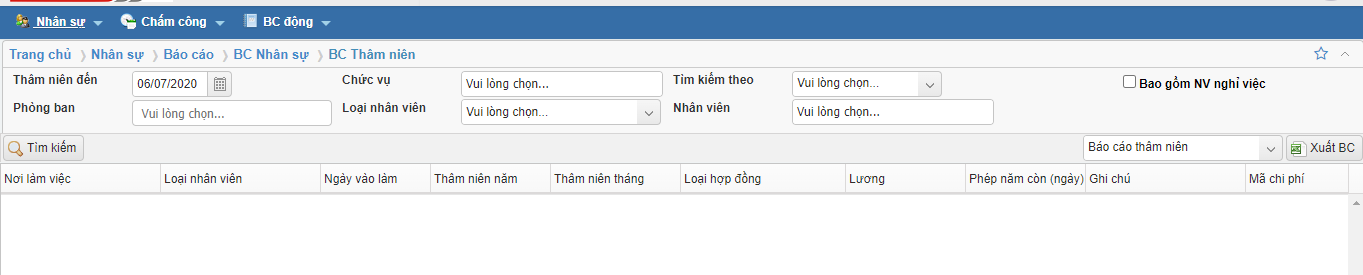 Nhân sự Chấm công BC động
Trang chủ Nhân sự Báo cáo BC Nhân sự BC Thâm niên
Thâm niên đến 06/07/2020 Chức vụ Vui lòng chọn... Tìm kiếm theo Vui lòng chọn... Bao gồm NV nghỉ việc
Phòng ban Vui lòng chọn... Loại nhân viên Vui lòng chọn... Nhân viên Vui lòng chọn...
Tìm kiếm Báo cáo thâm niên Xuất BC
Nơi làm việc Loại nhân viên Ngày vào làm Thâm niên năm Thâm niên tháng Loại hợp đồng Lương Phép năm còn (ngày) Ghi chú Mã chi phí